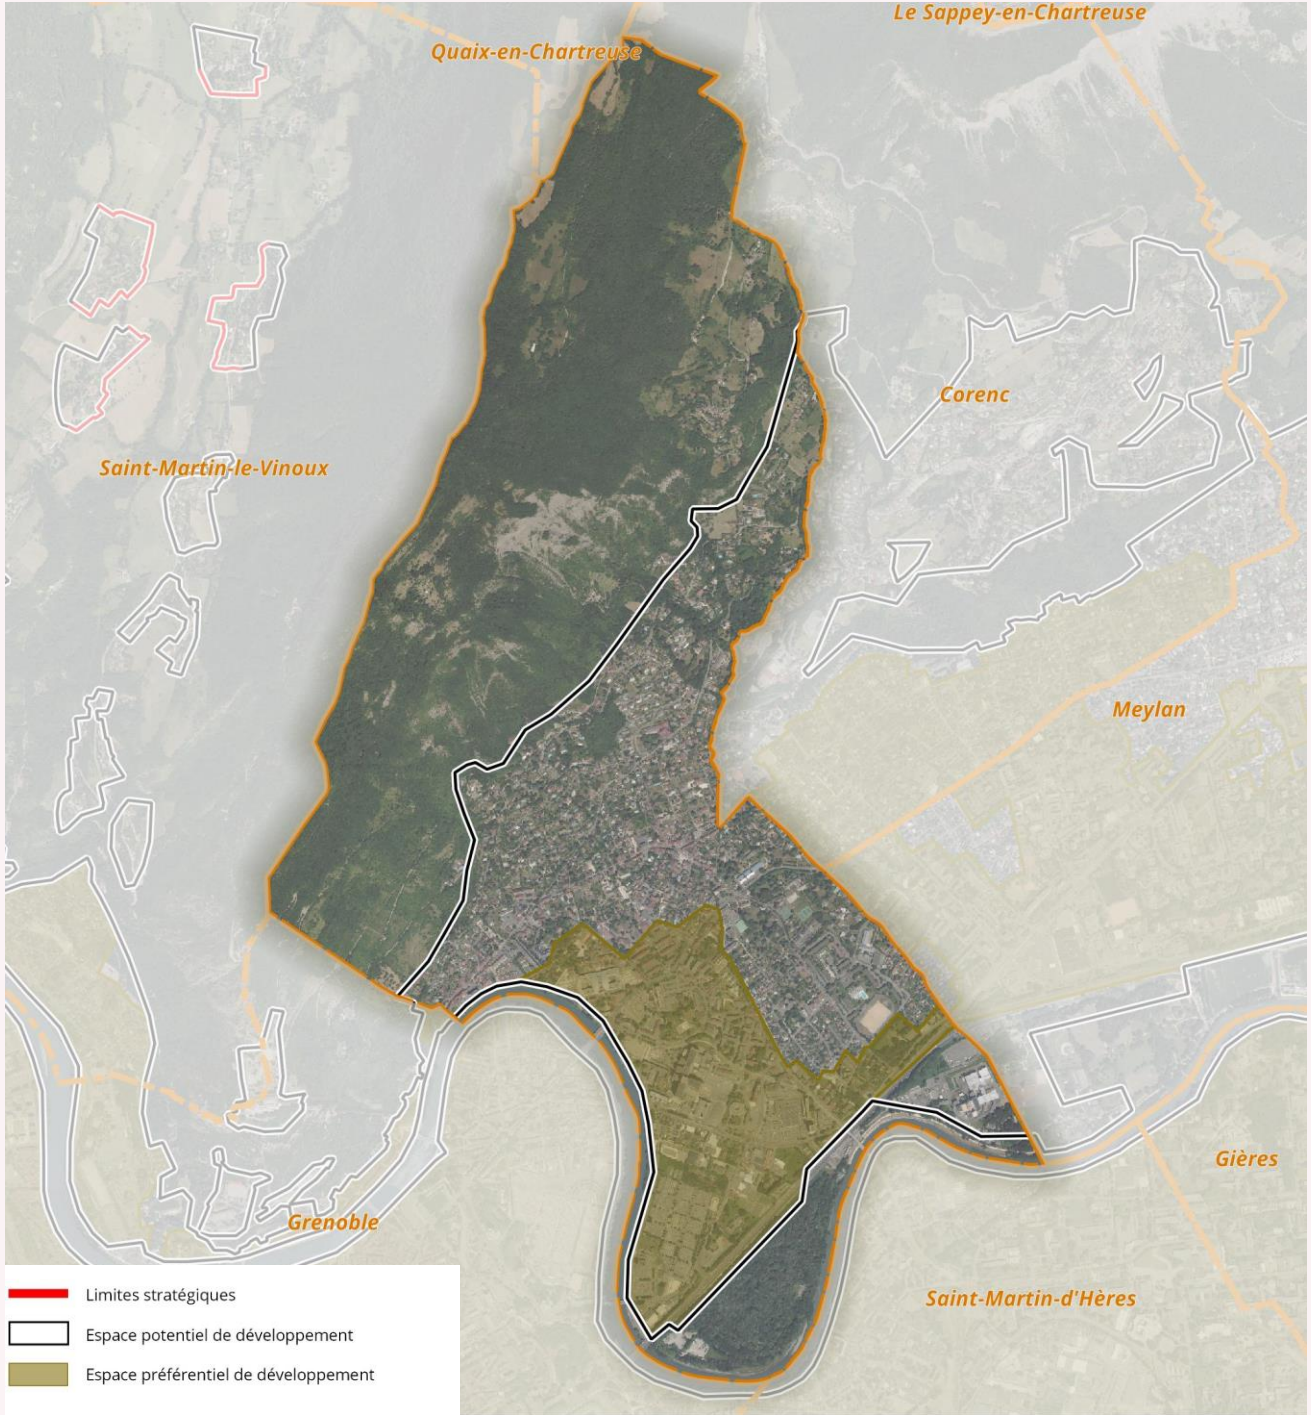 Le Sappey-en-Chartreuse
Quaix-en-Chartreuse
Corenc
Saint-Martin-le-Vinoux
Meylan
Gières
Grenoble
Saint-Martin-d'Hères
Limites stratégiques
Espace potentiel de développement
Espace préférentiel de développement